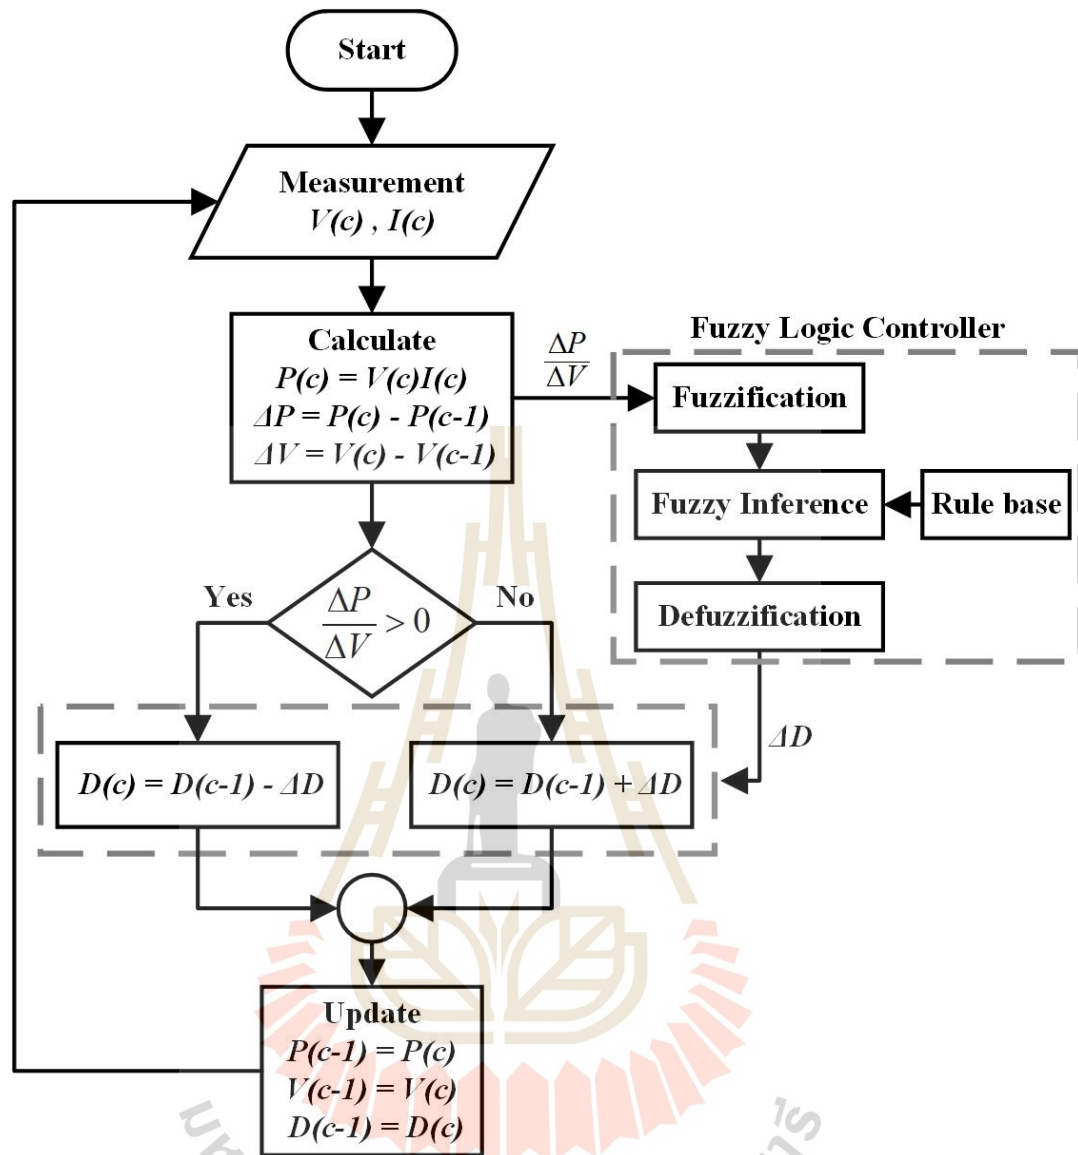 Start
Measurement
V(c) , I(c)
Calculate
P(c) = V(c)I(c)
ΔP = P(c) - P(c-1)
ΔV = V(c) - V(c-1)
ΔP
ΔV
Fuzzy Logic Controller
Fuzzification
Fuzzy Inference
Rule base
Defuzzification
ΔD
Yes
ΔP
ΔV
> 0
No
D(c) = D(c-1) - ΔD
D(c) = D(c-1) + ΔD
Update
P(c-1) = P(c)
V(c-1) = V(c)
D(c-1) = D(c)